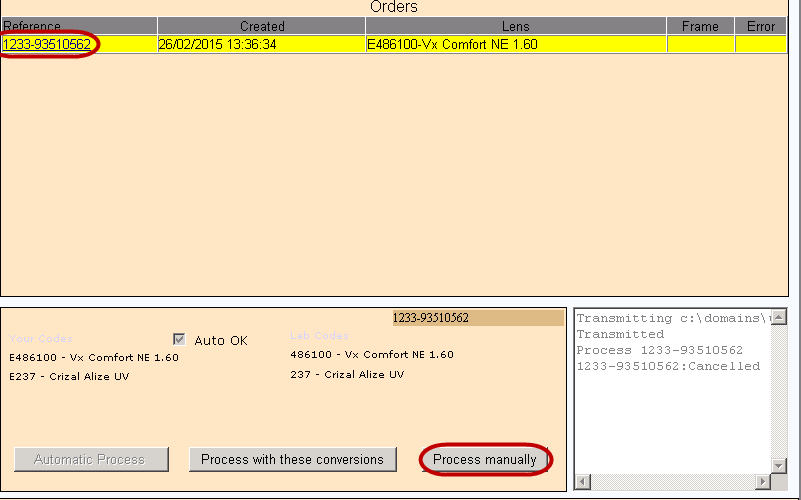 Orders
Reference Created Lens Frame Error
1233-93510562 26/02/2015 13:36:34 E486100-Vx Comfort NE 1.60
1233-93510562
Your Codes Auto OK Lab Codes
E486100 - Vx Comfort NE 1.60 486100 - Vx Comfort NE 1.60
E237 - Crizal Alize UV 237 - Crizal Alize UV
Automatic Process Process with these conversions Process manually
Transmitting c:\domains\
Transmitted
Process 1233-93510562
1233-93510562:Cancelled